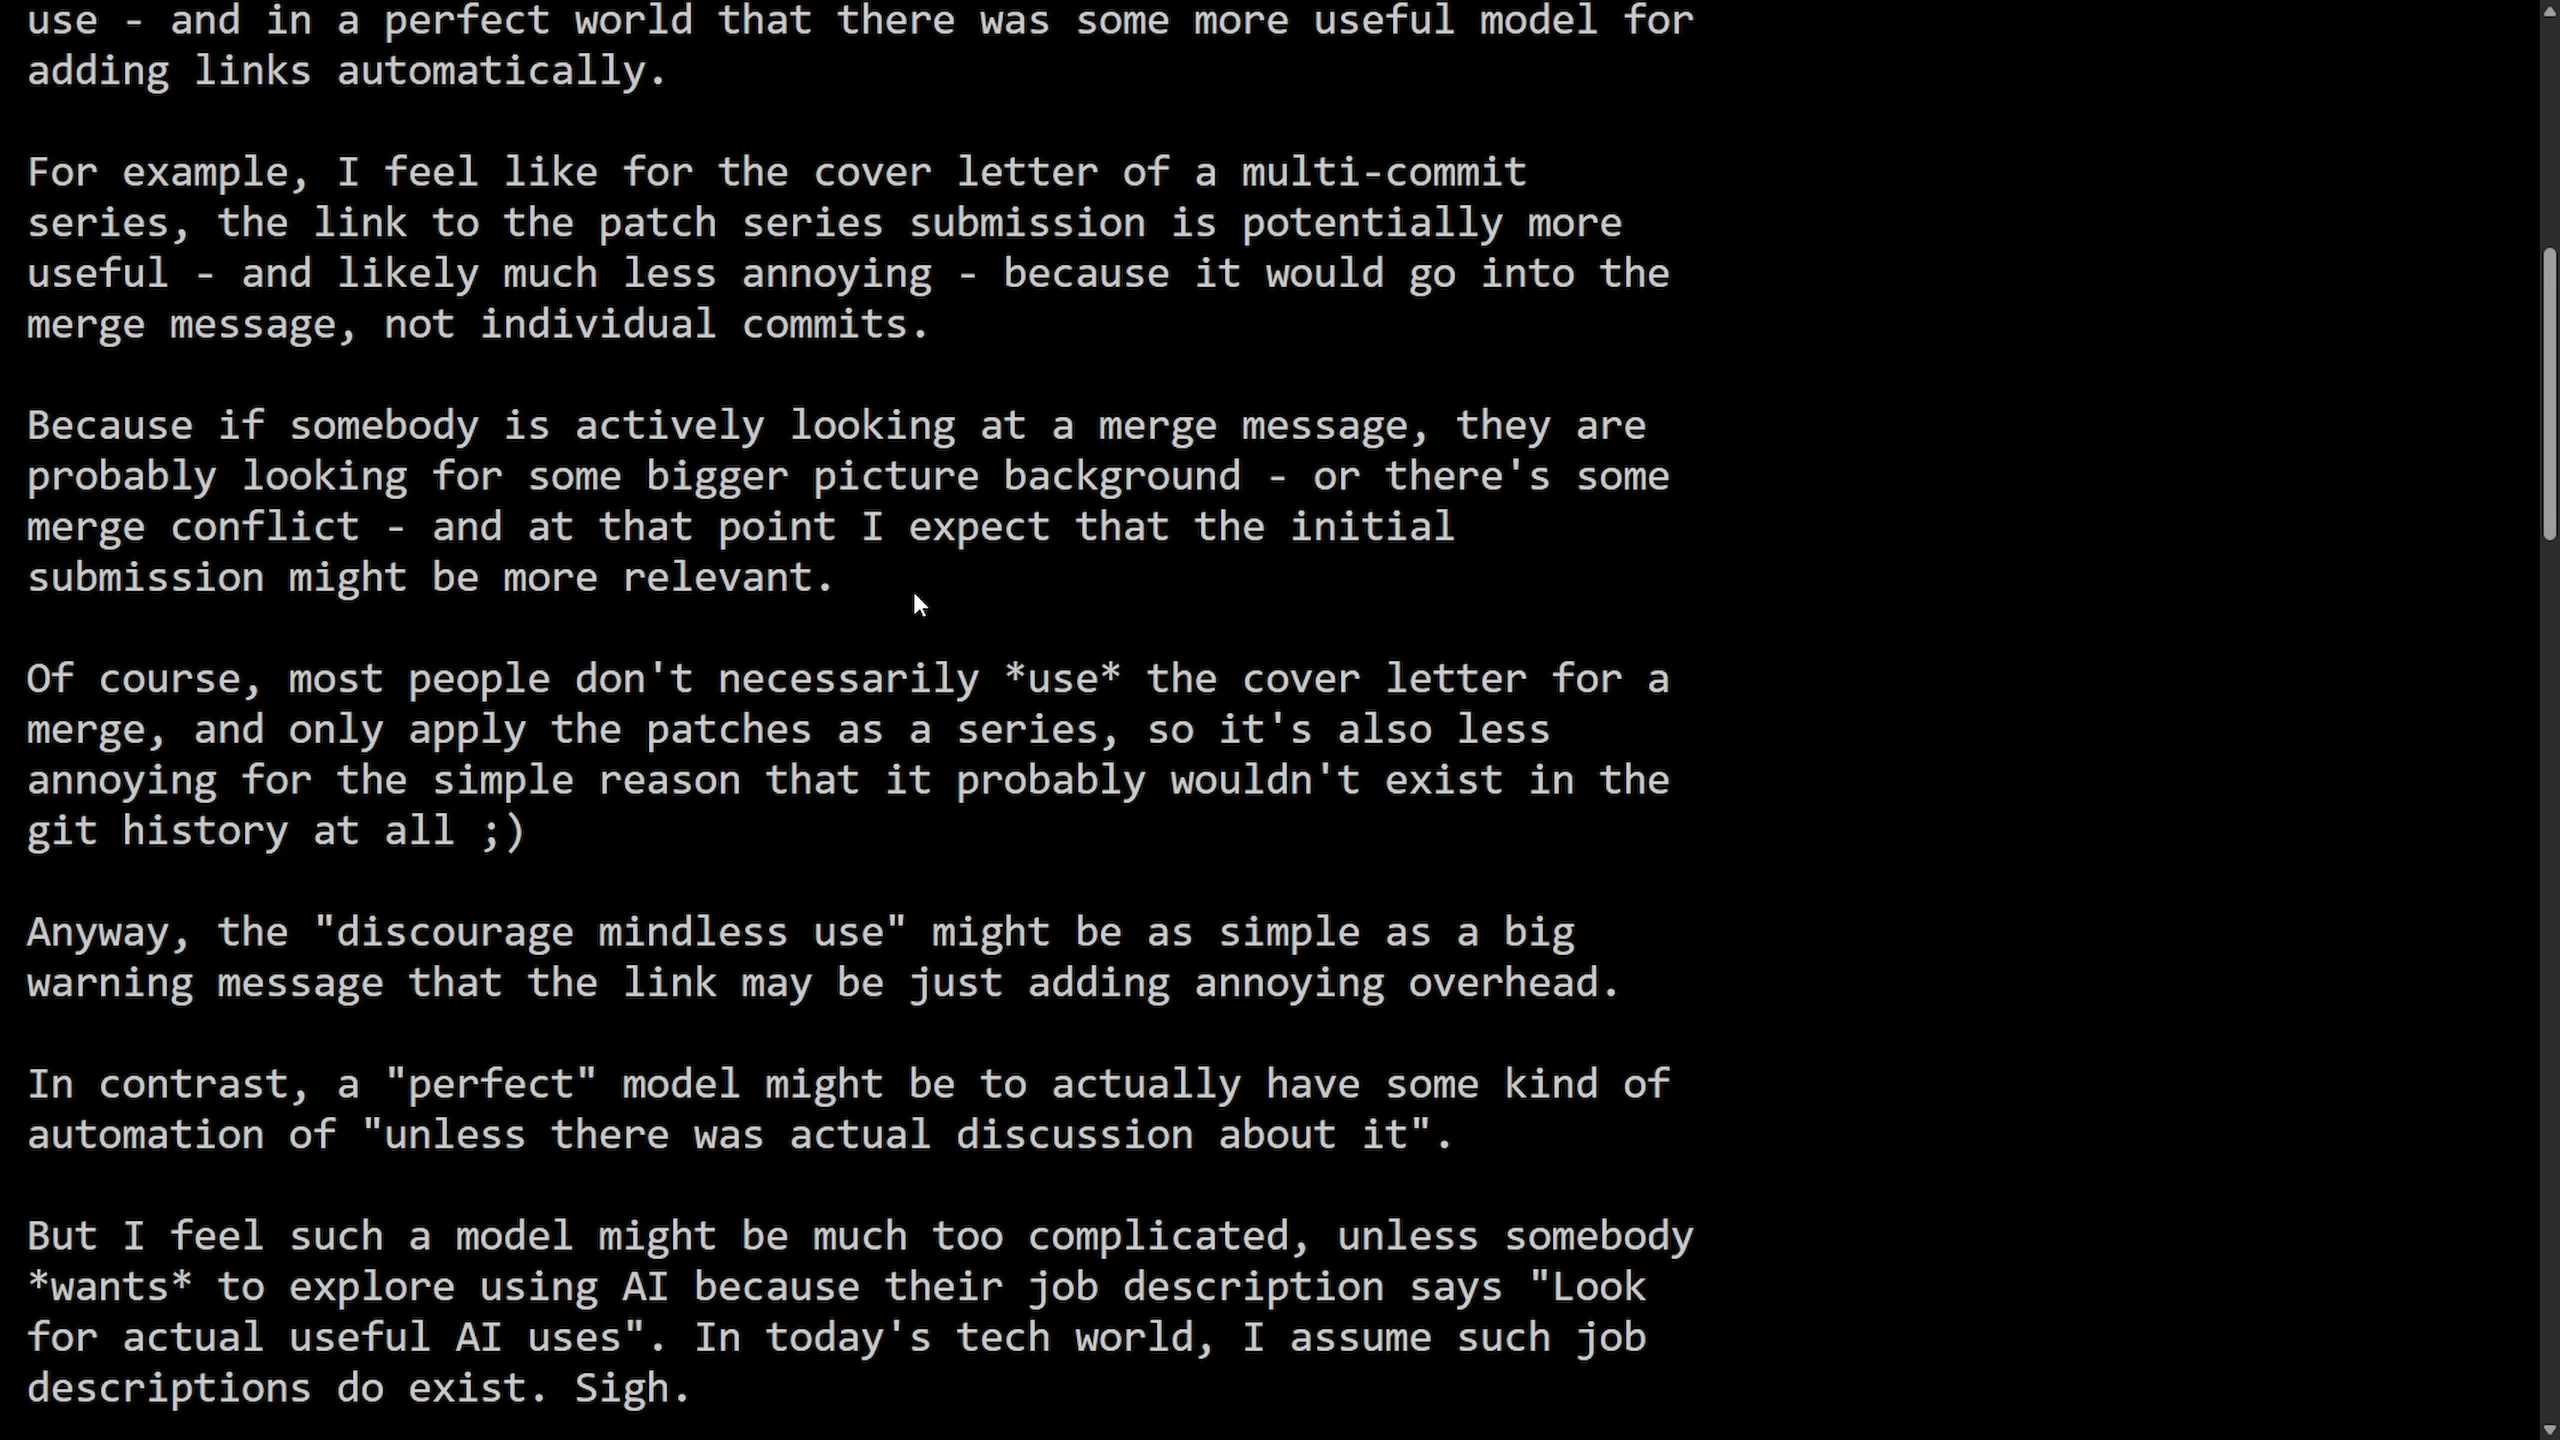 use - and in a perfect world that there was some more useful model for
adding links automatically.
For example, I feel like for the cover letter of a multi-commit
series, the link to the patch series submission is potentially more
useful - and likely much less annoying - because it would go into the
merge message, not individual commits.
Because if somebody is actively looking at a merge message, they are
probably looking for some bigger picture background - or there's some
merge conflict - and at that point I expect that the initial
submission might be more relevant.
Of course, most people don't necessarily *use* the cover letter for a
merge, and only apply the patches as a series, so it's also less
annoying for the simple reason that it probably wouldn't exist in the
git history at all ;)
Anyway, the "discourage mindless use" might be as simple as a big
warning message that the link may be just adding annoying overhead.
In contrast, a "perfect" model might be to actually have some kind of
automation of "unless there was actual discussion about it".
But I feel such a model might be much too complicated, unless somebody
*wants* to explore using AI because their job description says "Look
for actual useful AI uses". In today's tech world, I assume such job
descriptions do exist. Sigh.